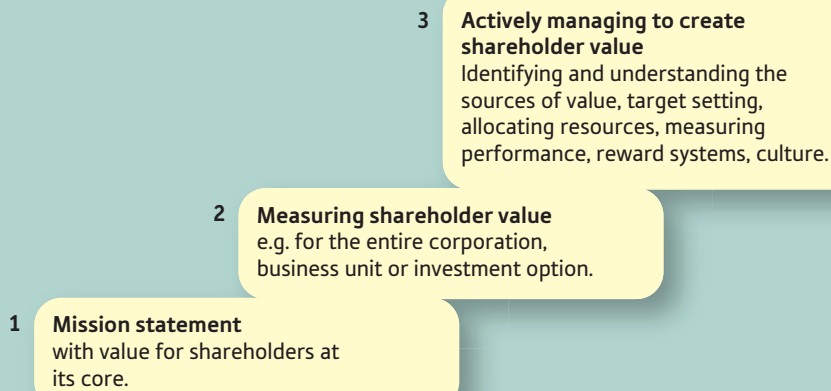 3 Actively managing to create
shareholder value
Identifying and understanding the
sources of value, target setting,
allocating resources, measuring
performance, reward systems, culture.
2 Measuring shareholder value
e.g. for the entire corporation,
business unit or investment option.
1 Mission statement
with value for shareholders at
its core.